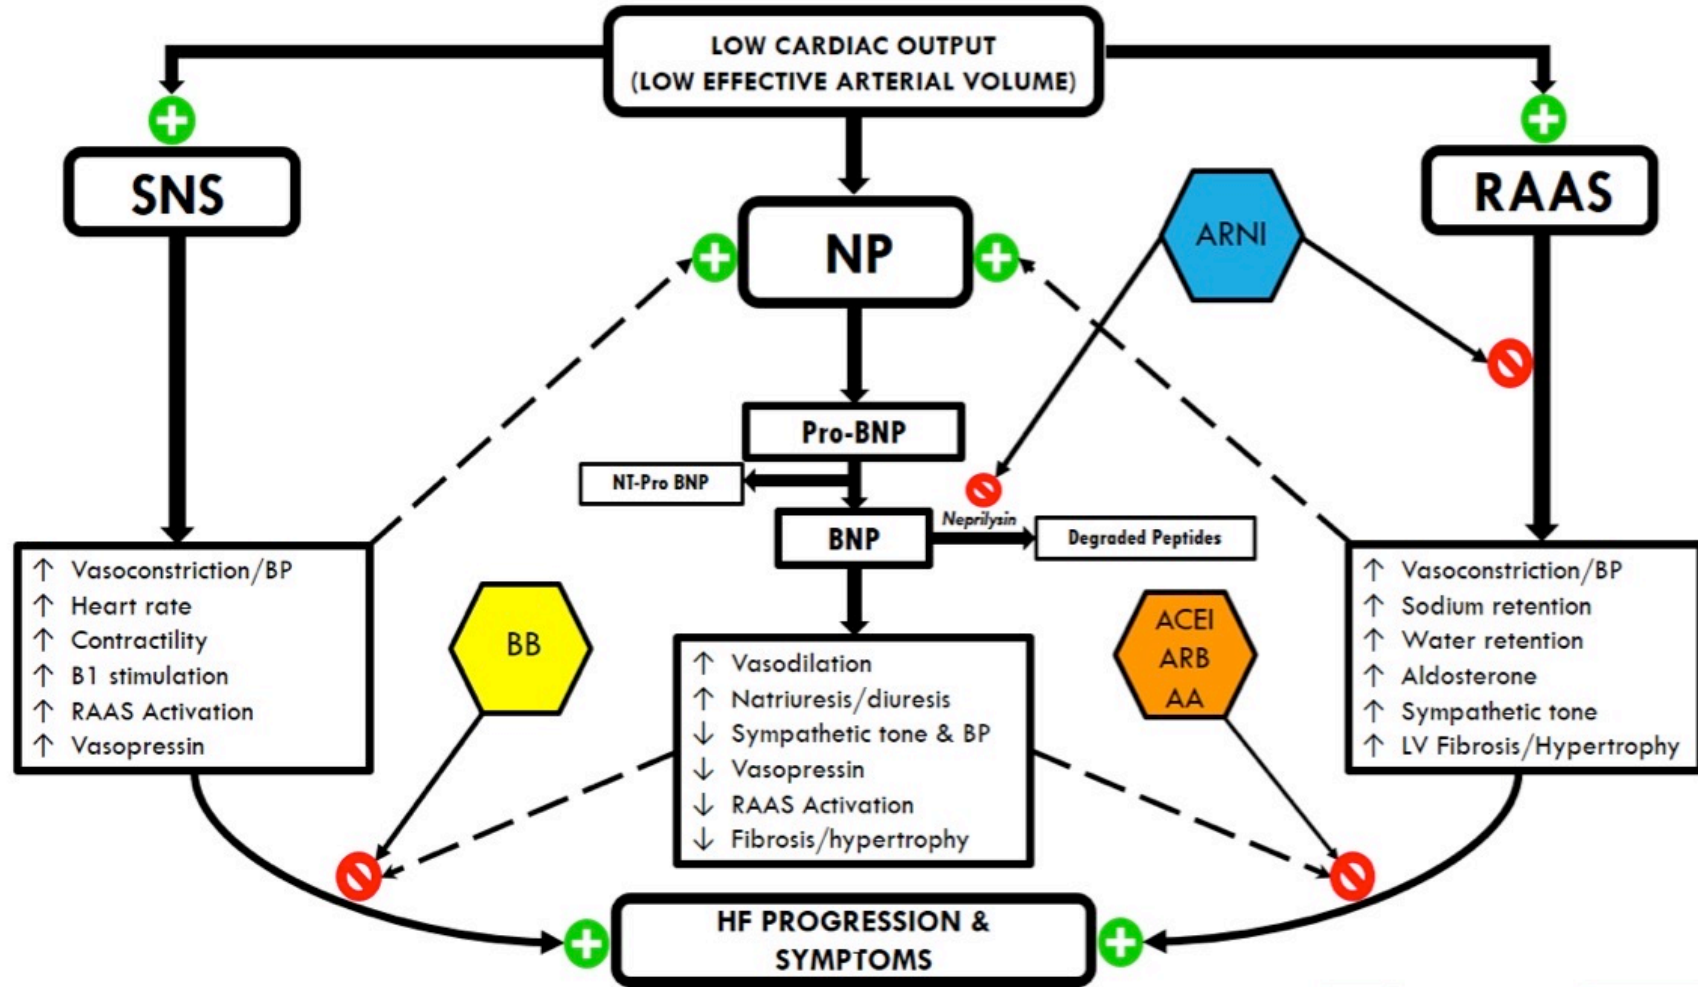 LOW CARDIAC OUTPUT
(LOW EFFECTIVE ARTERIAL VOLUME)
SNS
NP
ARNI
RAAS
Pro-BNP
NT-Pro BNP
BNP
Neprilysin
Degraded Peptides
↑ Vasoconstriction/BP
↑ Heart rate
↑ Contractility
↑ B1 stimulation
↑ RAAS Activation
↑ Vasopressin
BB
↑ Vasodilation
↑ Natriuresis/diuresis
↓ Sympathetic tone & BP
↓ Vasopressin
↓ RAAS Activation
↓ Fibrosis/hypertrophy
ACEI
ARB
AA
↑ Vasoconstriction/BP
↑ Sodium retention
↑ Water retention
↑ Aldosterone
↑ Sympathetic tone
↑ LV Fibrosis/Hypertrophy
HF PROGRESSION &
SYMPTOMS